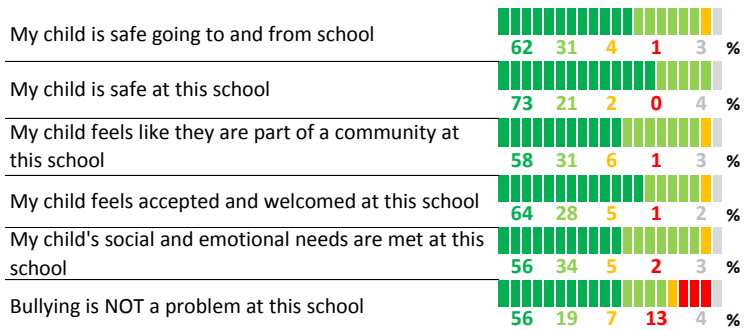 My child is safe going to and from school
62 31 4 1 3 %
My child is safe at this school
73 21 2 0 4 %
My child feels like they are part of a community at
this school
58 31 6 1 3 %
My child feels accepted and welcomed at this school
64 28 5 1 2 %
My child's social and emotional needs are met at this
school
56 34 5 2 3 %
Bullying is NOT a problem at this school
56 19 7 13 4 %